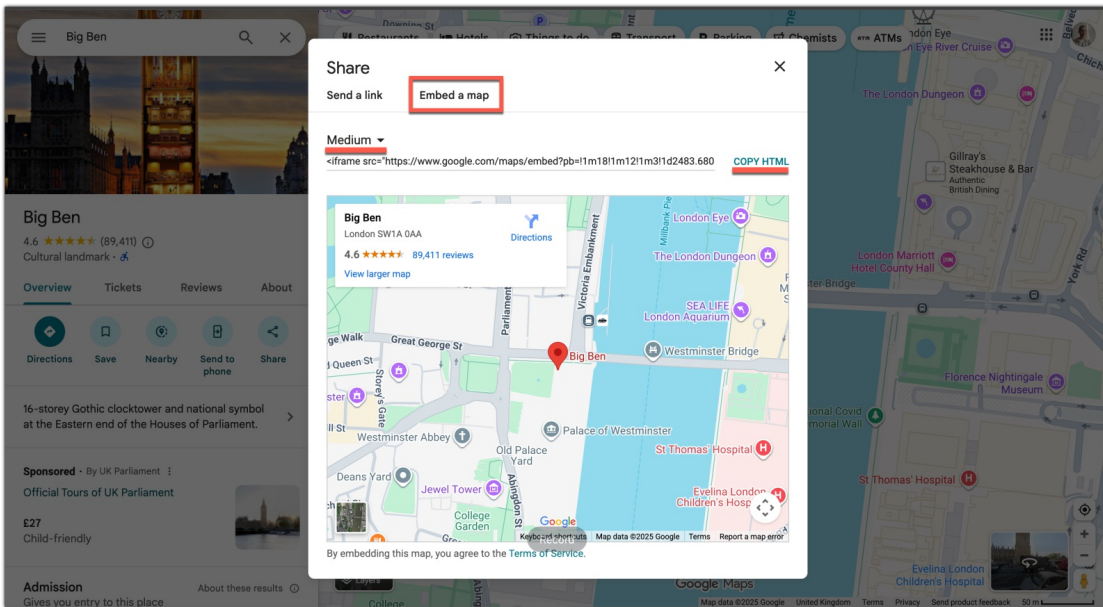 Big Ben
Restaurants
Hotels
Things to do
Transport
Parking
Chemists
ATMs
Downing St
Eye River Cruise
The London Dungeon
Gillray's
Steakhouse & Bar
Authentic
British Dining
London Marriott
Hotel County Hall
York Rd
Florence Nightingale
Museum
St Thomas' Hospital
Evelina London
Children's Hospital
Big Ben
4.6 ★★★★★ (89,411)
Cultural landmark ·
Overview
Tickets
Reviews
About
Directions
Save
Nearby
Send to
phone
Share
16-storey Gothic clocktower and national symbol
at the Eastern end of the Houses of Parliament.
Sponsored · By UK Parliament
Official Tours of UK Parliament
£27
Child-friendly
Admission
About these results
Gives you entry to this place
Share
Send a link
Embed a map
Medium
<iframe src="https://www.google.com/maps/embed?pb=!1m18!1m12!1m3!1d2483.680
COPY HTML
Big Ben
London SW1A 0AA
4.6 ★★★★★ 89,411 reviews
View larger map
Directions
Millbank Pie
London Eye
The London Dungeon
Victoria Embankment
Parliament
SEA LIFE
London Aquarium
ge Walk
Great George St
Big Ben
Westminster Bridge
Queen St
Storey's Gate
Westminster Abbey
Palace of Westminster
Old Palace
Yard
St Thomas' Hospital
Deans Yard
Jewel Tower
Abingdon St
Evelina London
Children's Hosp
College
Garden
Google
Keyboard shortcuts
Map data ©2025 Google
Terms
Report a map error
Record
By embedding this map, you agree to the Terms of Service.
Layers
College
Google Maps
Map data ©2025 Google
United Kingdom
Terms
Privacy
Send product feedback
50 m